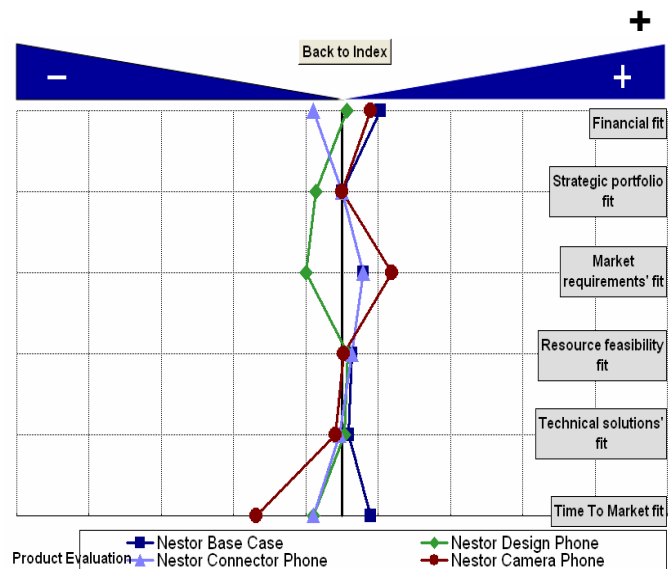 +
Back to Index
−
+
Financial fit
Strategic portfolio
fit
Market
requirements' fit
Resource feasibility
fit
Technical solutions'
fit
Time To Market fit
Product Evaluation
Nestor Base Case
Nestor Design Phone
Nestor Connector Phone
Nestor Camera Phone